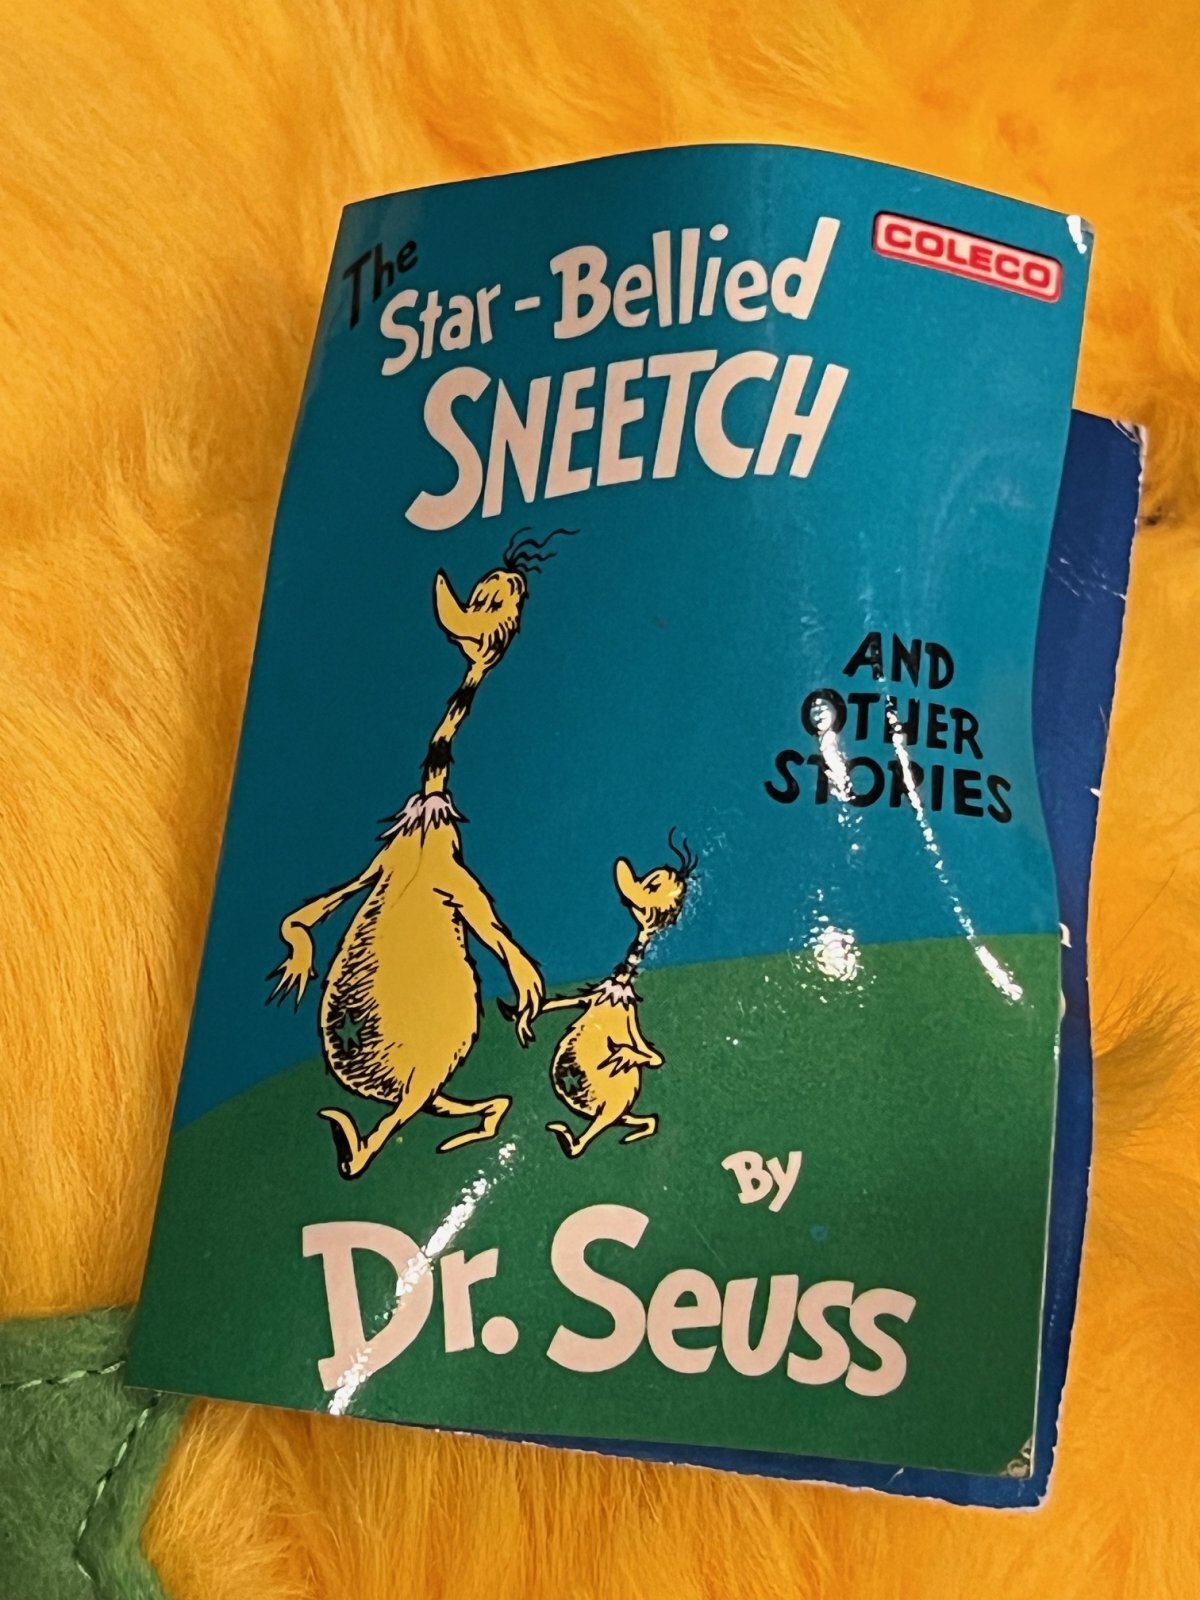 The
Star-Bellied
SNEETCH
COLECO
AND
OTHER
STORIES
By
Dr. Seuss